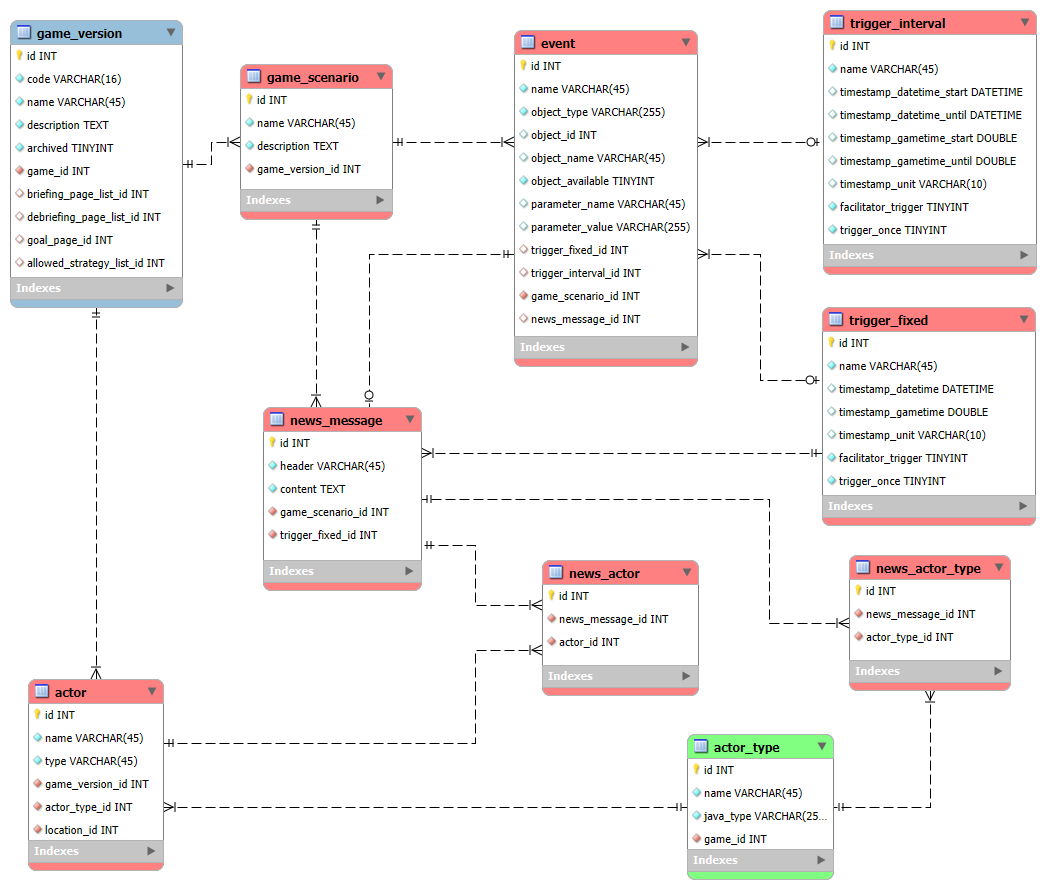 game_version
id INT
code VARCHAR(16)
name VARCHAR(45)
description TEXT
archived TINYINT
game_id INT
briefing_page_list_id INT
debriefing_page_list_id INT
goal_page_id INT
allowed_strategy_list_id INT
Indexes
game_scenario
id INT
name VARCHAR(45)
description TEXT
game_version_id INT
Indexes
event
id INT
name VARCHAR(45)
object_type VARCHAR(255)
object_id INT
object_name VARCHAR(45)
object_available TINYINT
parameter_name VARCHAR(45)
parameter_value VARCHAR(255)
trigger_fixed_id INT
trigger_interval_id INT
game_scenario_id INT
news_message_id INT
Indexes
trigger_interval
id INT
name VARCHAR(45)
timestamp_datetime_start DATETIME
timestamp_datetime_until DATETIME
timestamp_gametime_start DOUBLE
timestamp_gametime_until DOUBLE
timestamp_unit VARCHAR(10)
facilitator_trigger TINYINT
trigger_once TINYINT
Indexes
trigger_fixed
id INT
name VARCHAR(45)
timestamp_datetime DATETIME
timestamp_gametime DOUBLE
timestamp_unit VARCHAR(10)
facilitator_trigger TINYINT
trigger_once TINYINT
Indexes
news_message
id INT
header VARCHAR(45)
content TEXT
game_scenario_id INT
trigger_fixed_id INT
Indexes
news_actor
id INT
news_message_id INT
actor_id INT
Indexes
news_actor_type
id INT
news_message_id INT
actor_type_id INT
Indexes
actor
id INT
name VARCHAR(45)
type VARCHAR(45)
game_version_id INT
actor_type_id INT
location_id INT
Indexes
actor_type
id INT
name VARCHAR(45)
java_type VARCHAR(25...
game_id INT
Indexes